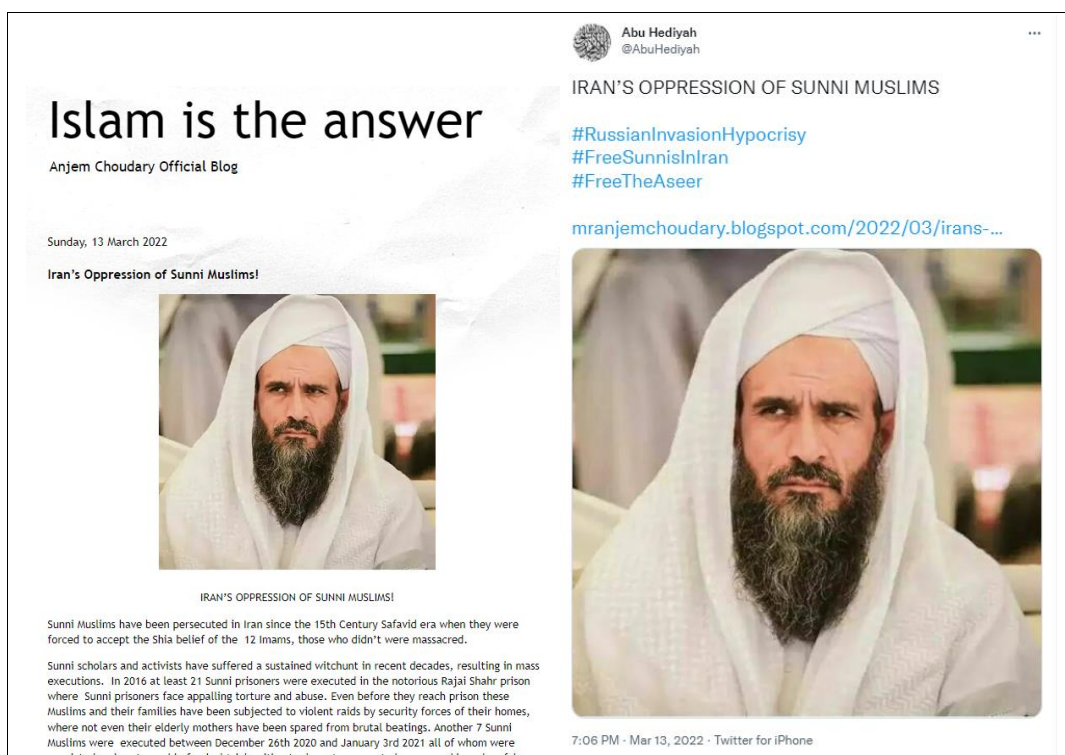 Islam is the answer
Anjem Choudary Official Blog
Sunday, 13 March 2022
Iran's Oppression of Sunni Muslims!
IRAN'S OPPRESSION OF SUNNI MUSLIMS!
Sunni Muslims have been persecuted in Iran since the 15th Century Safavid era when they were
forced to accept the Shia belief of the 12 Imams, those who didn't were massacred.
Sunni scholars and activists have suffered a sustained witchunt in recent decades, resulting in mass
executions. In 2016 at least 21 Sunni prisoners were executed in the notorious Rajai Shahr prison
where Sunni prisoners face appalling torture and abuse. Even before they reach prison these
Muslims and their families have been subjected to violent raids by security forces of their homes,
where not even their elderly mothers have been spared from brutal beatings. Another 7 Sunni
Muslims were executed between December 26th 2020 and January 3rd 2021 all of whom were
Abu Hediyah
@AbuHediyah
IRAN'S OPPRESSION OF SUNNI MUSLIMS
#RussianInvasionHypocrisy
#FreeSunnisInIran
#FreeTheAseer
mranjemchoudary.blogspot.com/2022/03/irans-...
7:06 PM · Mar 13, 2022 · Twitter for iPhone